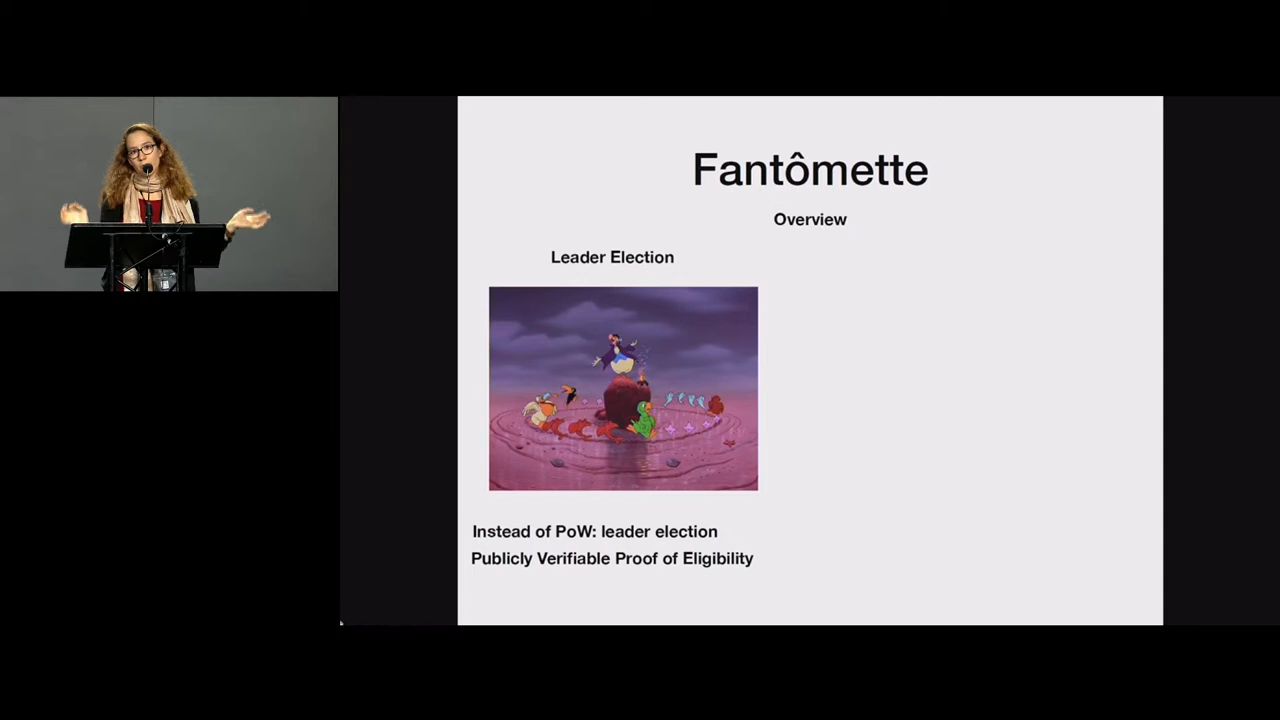 Fantômette
Overview
Leader Election
Instead of PoW: leader election
Publicly Verifiable Proof of Eligibility